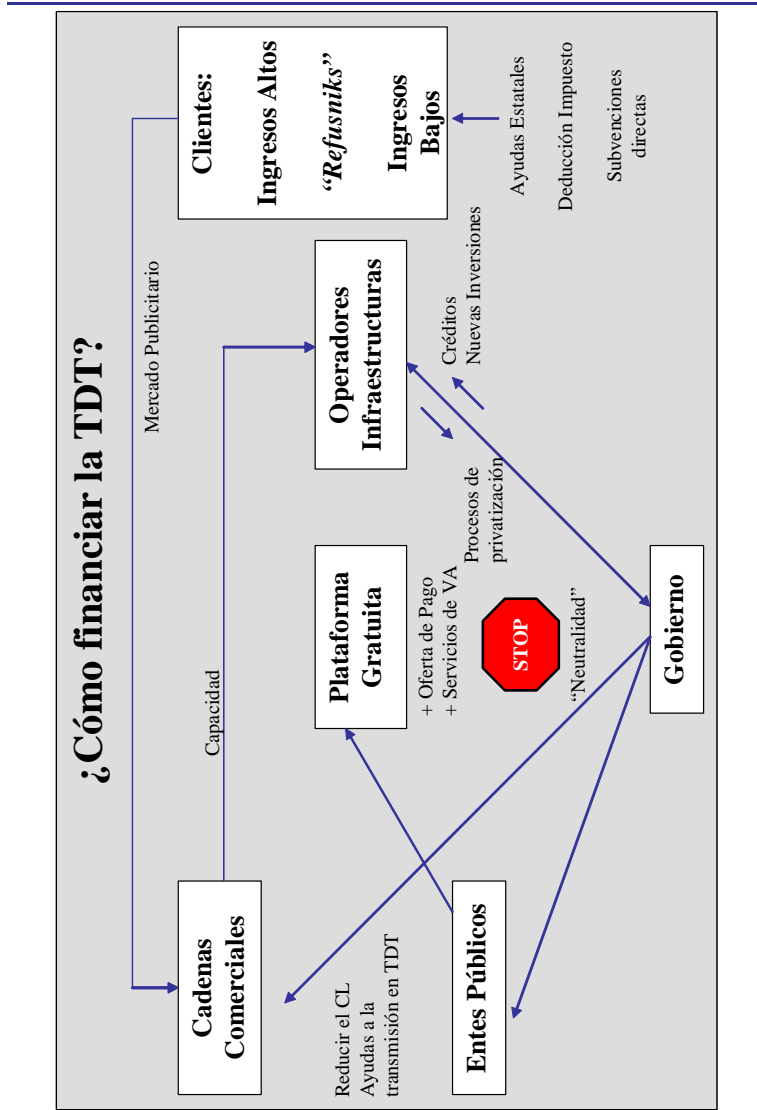 ¿Cómo financiar la TDT?
Mercado Publicitario
Capacidad
Cadenas
Comerciales
Operadores
Infraestructuras
Clientes:
Ingresos Altos
“Refusniks”
Ingresos
Bajos
Plataforma
Gratuita
+ Oferta de Pago
+ Servicios de VA
Reducir el CL
Ayudas a la
transmisión en TDT
Entes Públicos
STOP
“Neutralidad”
Procesos de
privatización
Créditos
Nuevas Inversiones
Ayudas Estatales
Deducción Impuesto
Subvenciones
directas
Gobierno